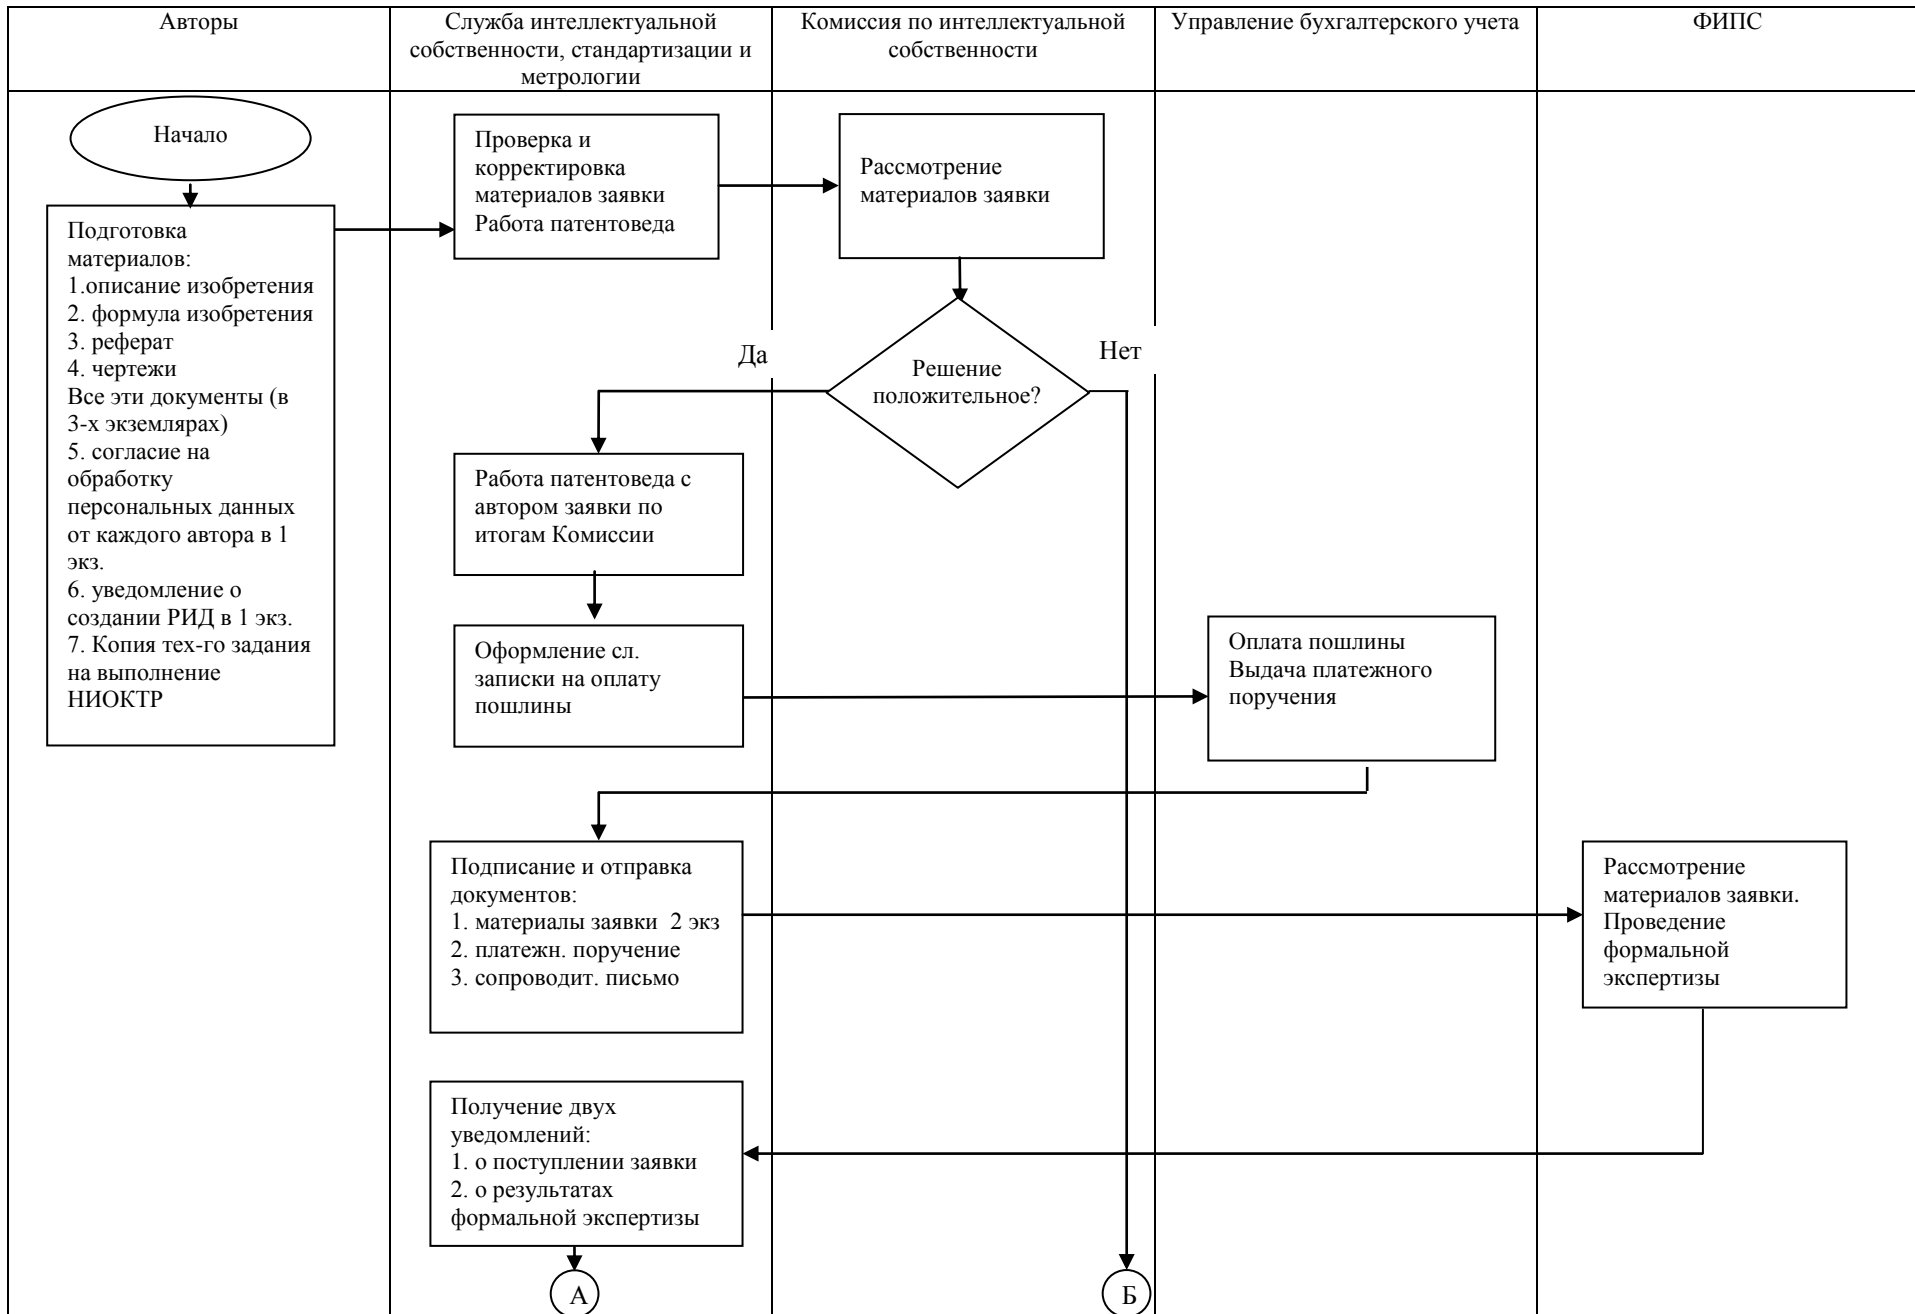 Авторы
Служба интеллектуальной
собственности, стандартизации и
метрологии
Комиссия по интеллектуальной
собственности
Управление бухгалтерского учета
ФИПС
Начало
Подготовка
материалов:
1.описание изобретения
2. формула изобретения
3. реферат
4. чертежи
Все эти документы (в
3-х экземлярах)
5. согласие на
обработку
персональных данных
от каждого автора в 1
экз.
6. уведомление о
создании РИД в 1 экз.
7. Копия тех-го задания
на выполнение
НИОКТР
Проверка и
корректировка
материалов заявки
Работа патентоведа
Рассмотрение
материалов заявки
Да
Решение
положительное?
Нет
Работа патентоведа с
автором заявки по
итогам Комиссии
Оформление сл.
записки на оплату
пошлины
Оплата пошлины
Выдача платежного
поручения
Подписание и отправка
документов:
1. материалы заявки  2 экз
2. платежн. поручение
3. сопроводит. письмо
Рассмотрение
материалов заявки.
Проведение
формальной
экспертизы
Получение двух
уведомлений:
1. о поступлении заявки
2. о результатах
формальной экспертизы
А
Б